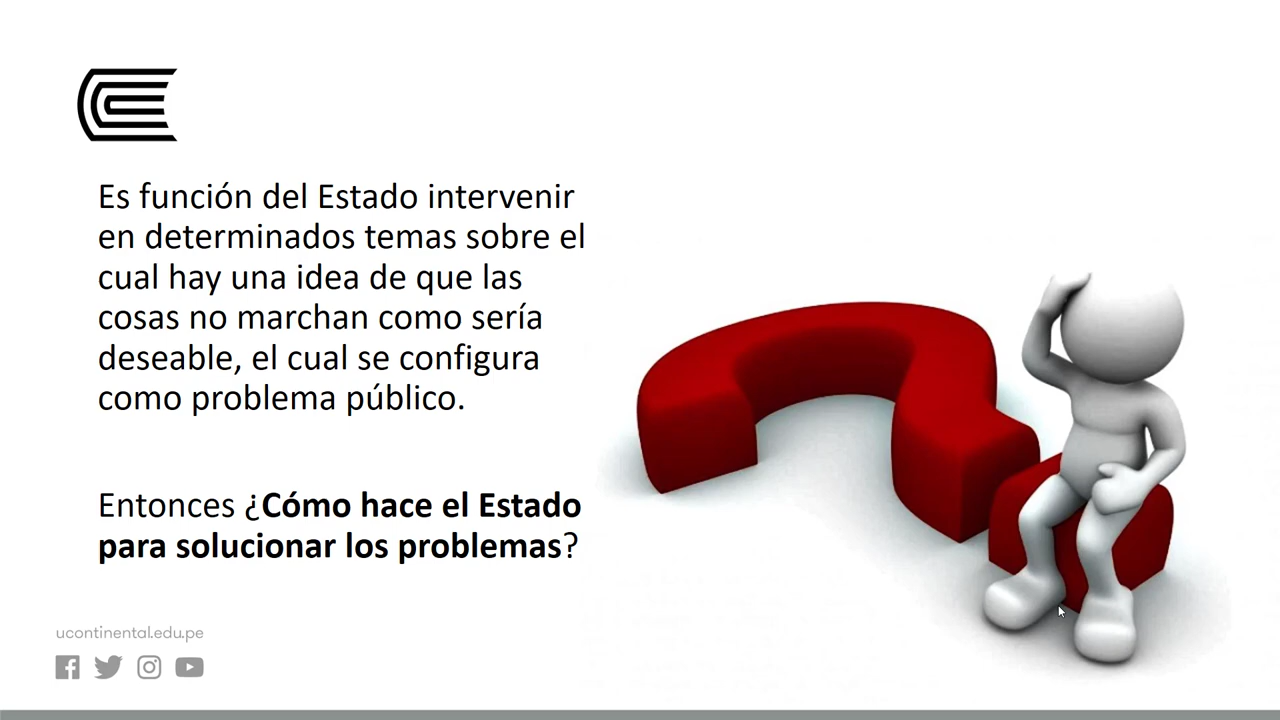 Es función del Estado intervenir
en determinados temas sobre el
cual hay una idea de que las
cosas no marchan como sería
deseable, el cual se configura
como problema público.
Entonces ¿Cómo hace el Estado
para solucionar los problemas?
ucontinental.edu.pe